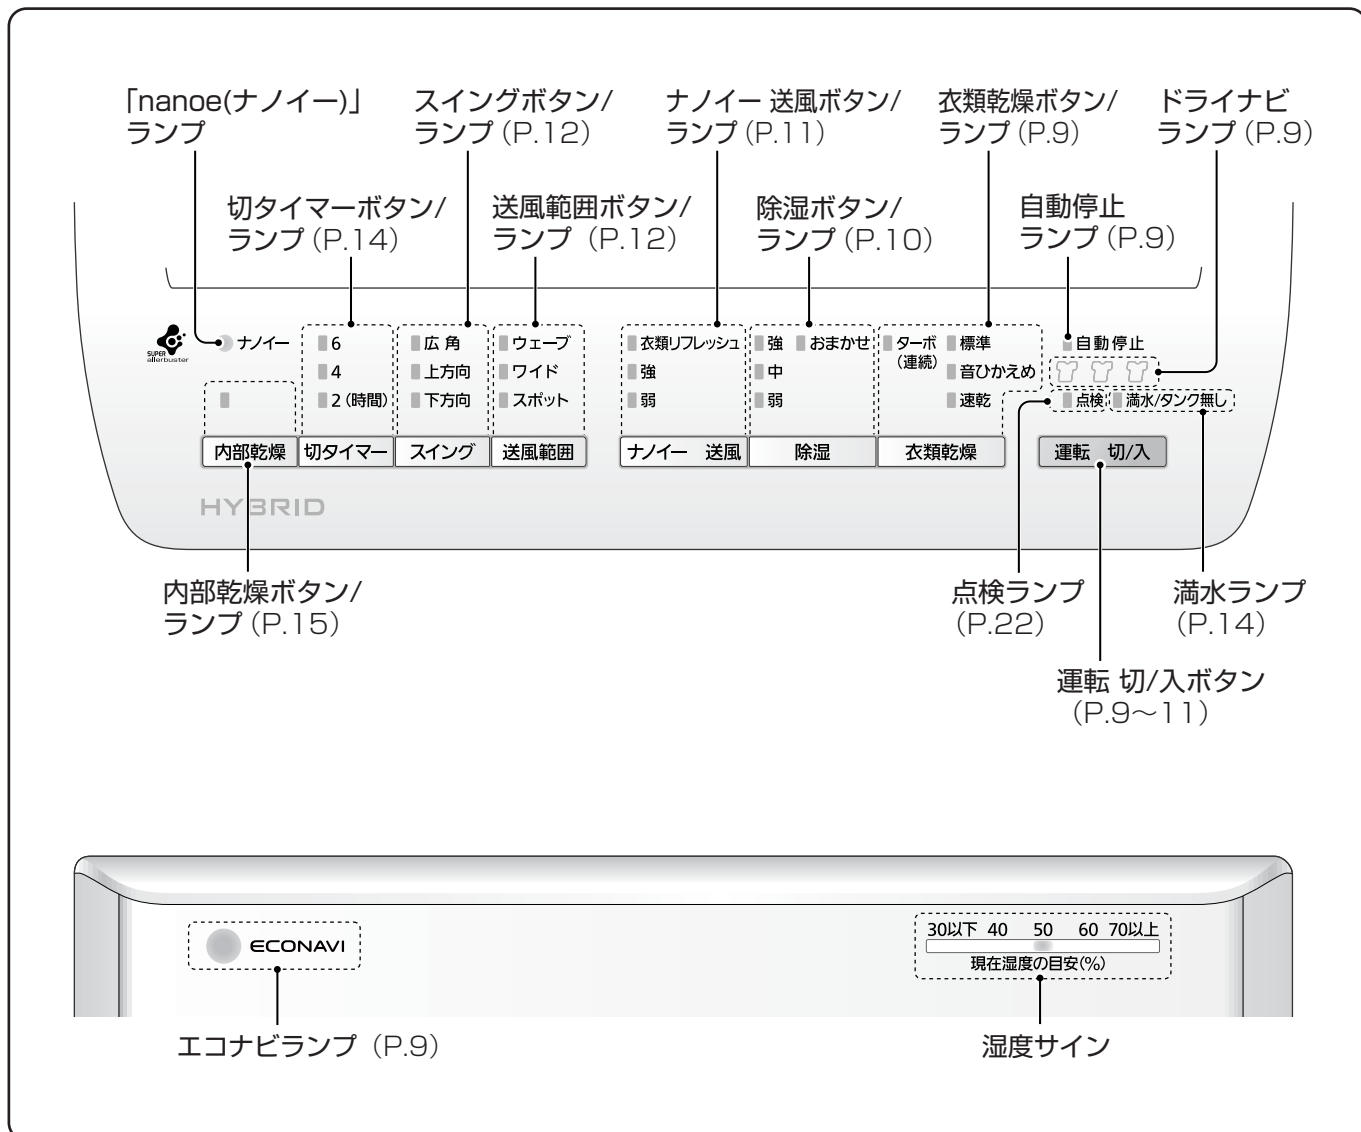 「nanoe(ナノイー)」
ランプ
スイングボタン/
ランプ(P.12)
ナノイー 送風ボタン/
ランプ(P.11)
衣類乾燥ボタン/
ランプ(P.9)
ドライナビ
ランプ(P.9)
切タイマーボタン/
ランプ(P.14)
送風範囲ボタン/
ランプ (P.12)
除湿ボタン/
ランプ(P.10)
自動停止
ランプ(P.9)
SUPER
allerbuster
ナノイー
6
4
2(時間)
広角
上方向
下方向
ウェーブ
ワイド
スポット
衣類リフレッシュ
強
弱
強 おまかせ
中
弱
ターボ
(連続)
標準
音ひかえめ
速乾
自動停止
点検
満水/タンク無し
内部乾燥
切タイマー
スイング
送風範囲
ナノイー 送風
除湿
衣類乾燥
運転 切/入
HYBRID
内部乾燥ボタン/
ランプ(P.15)
点検ランプ
(P.22)
満水ランプ
(P.14)
運転 切/入ボタン
(P.9〜11)
ECONAVI
30以下 40 50 60 70以上
現在湿度の目安(%)
エコナビランプ (P.9)
湿度サイン